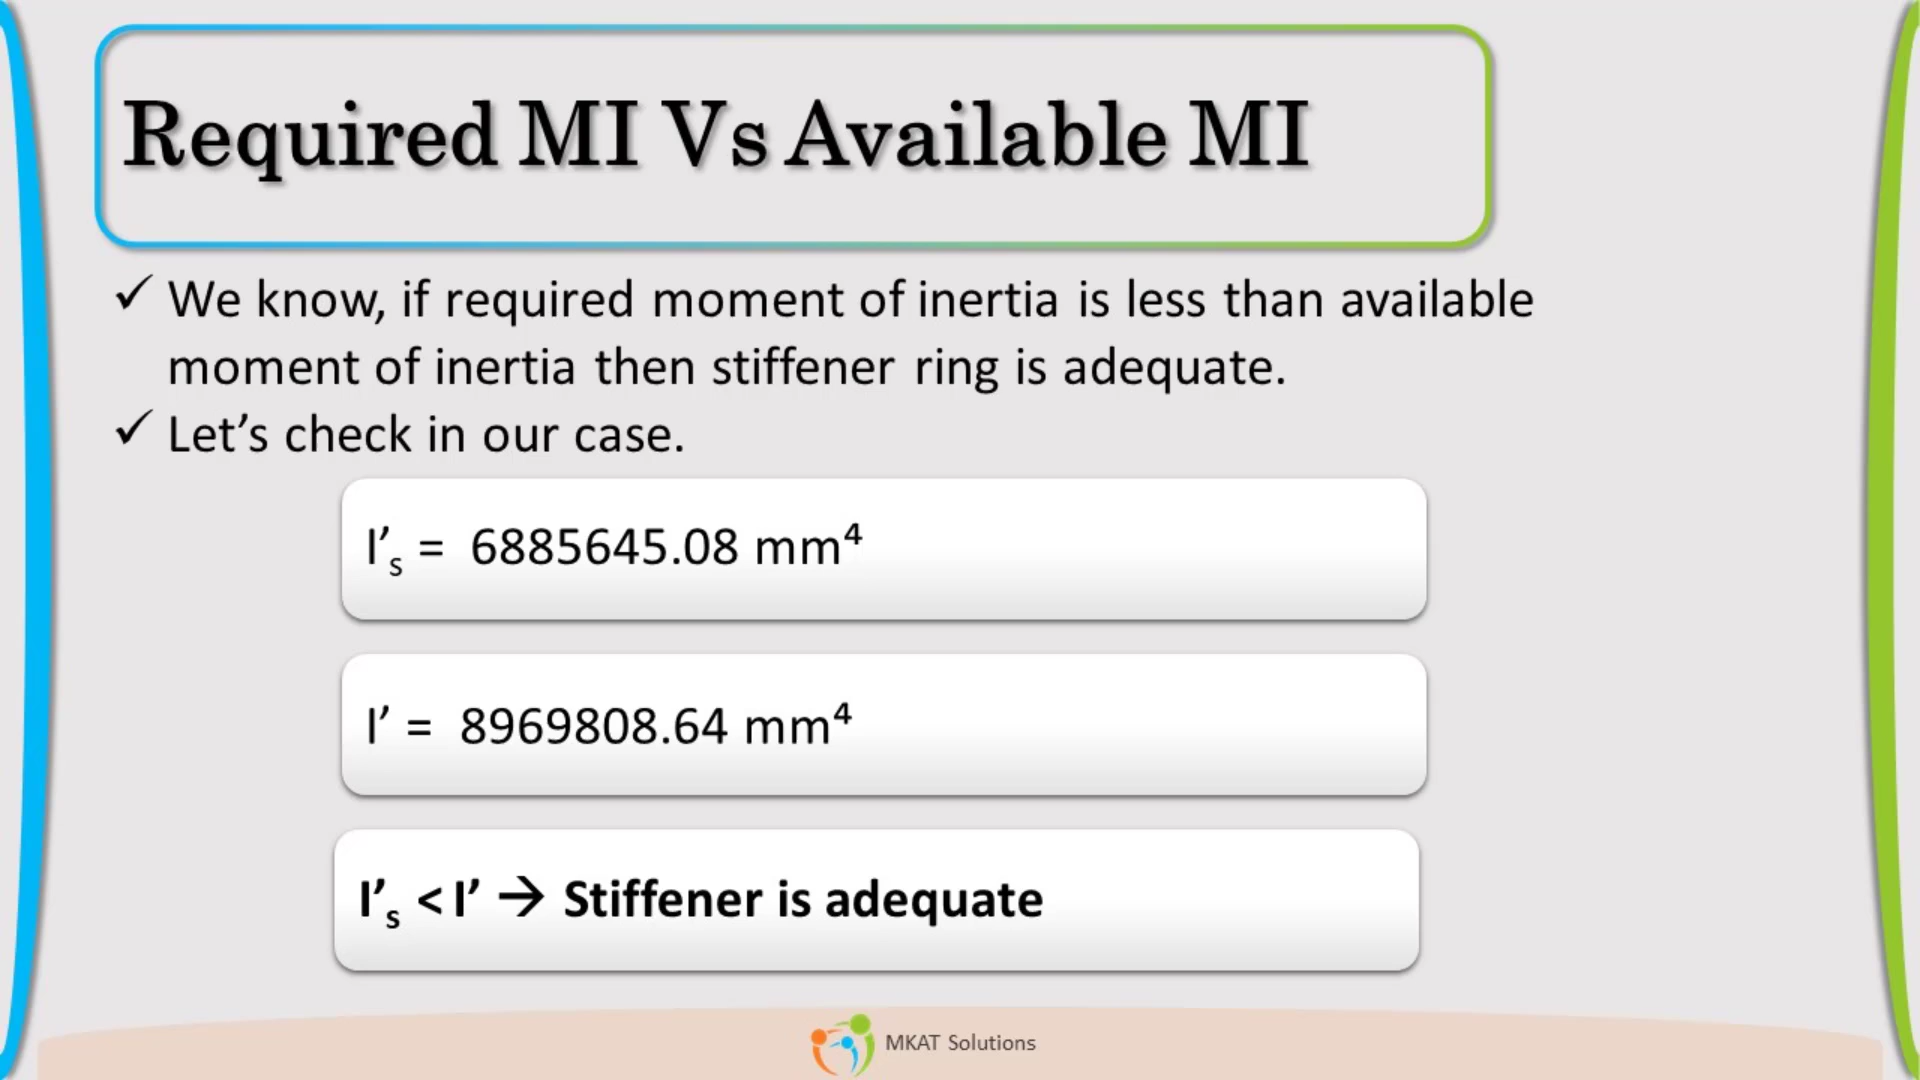 Required MI Vs Available MI
✓ We know, if required moment of inertia is less than available
moment of inertia then stiffener ring is adequate.
✓ Let’s check in our case.
I’ₛ = 6885645.08 mm⁴
I’ = 8969808.64 mm⁴
I’ₛ < I’ → Stiffener is adequate
MKAT Solutions